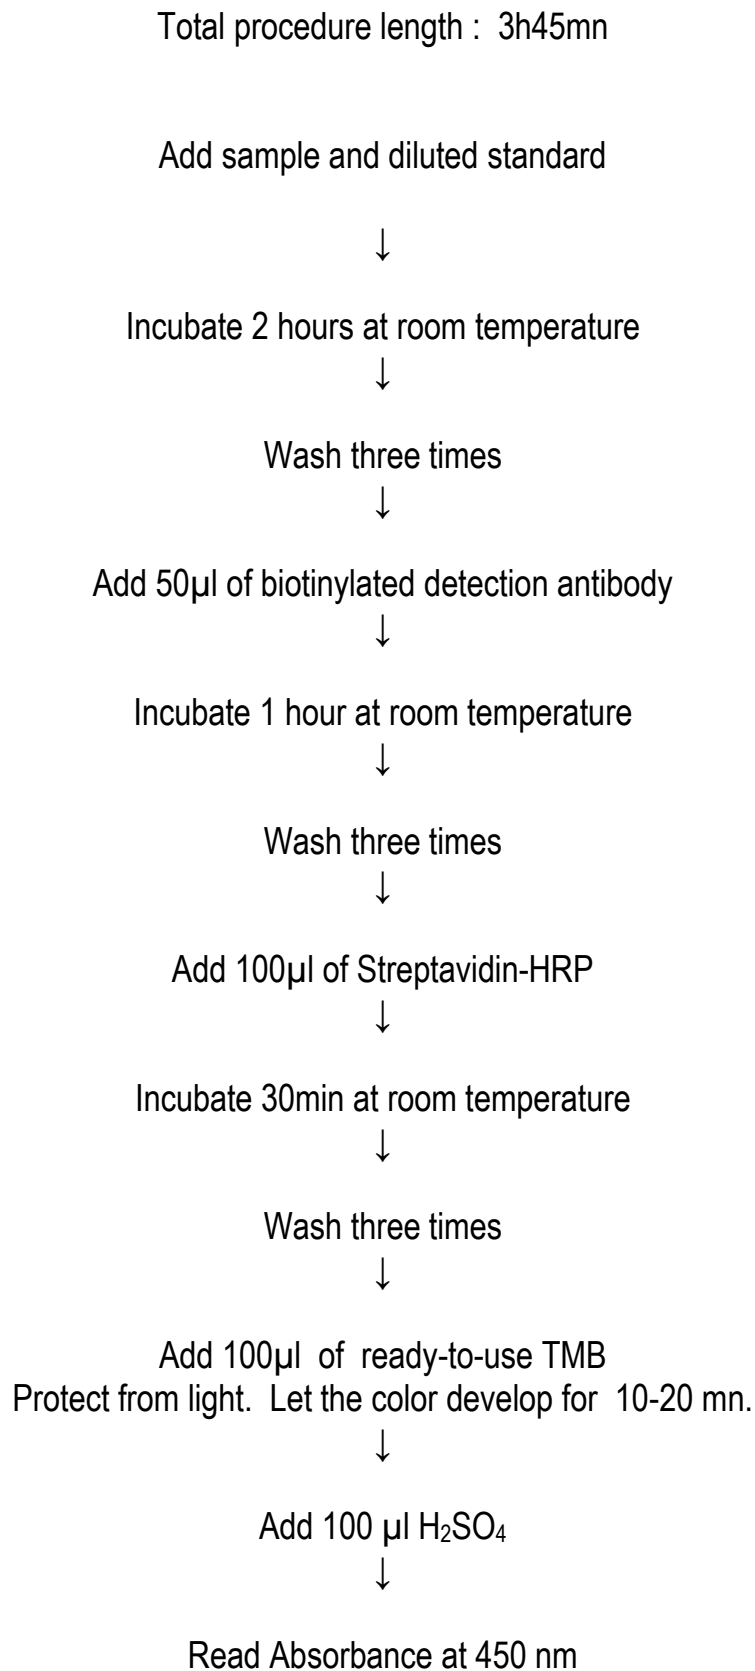 Total procedure length :  3h45mn
Add sample and diluted standard
↓
Incubate 2 hours at room temperature
↓
Wash three times
↓
Add 50µl of biotinylated detection antibody
↓
Incubate 1 hour at room temperature
↓
Wash three times
↓
Add 100µl of Streptavidin-HRP
↓
Incubate 30min at room temperature
↓
Wash three times
↓
Add 100µl  of  ready-to-use TMB
Protect from light.  Let the color develop for  10-20 mn.
↓
Add 100 µl H₂SO₄
↓
Read Absorbance at 450 nm